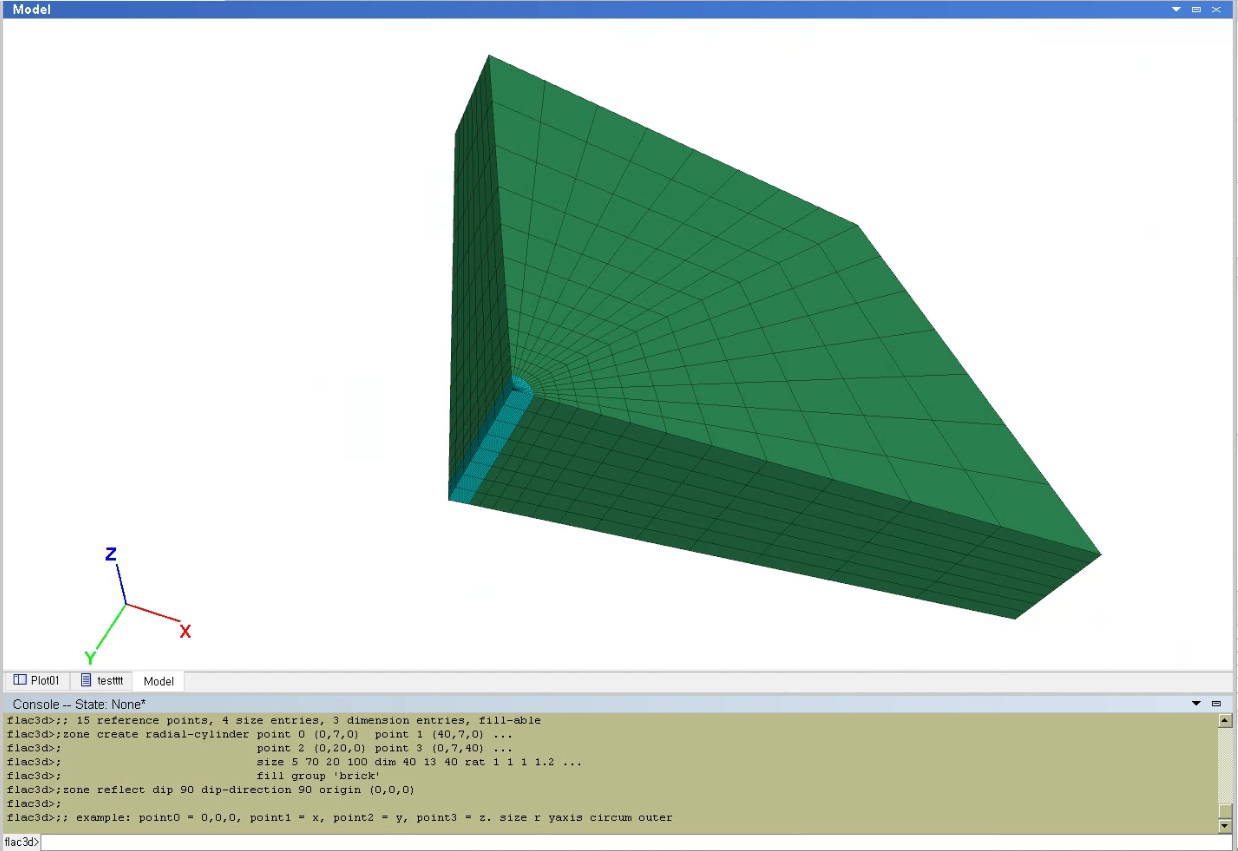 Model
Z
X
Y
Plot01 testttt Model
Console -- State: None*
flac3d>;; 15 reference points, 4 size entries, 3 dimension entries, fill-able
flac3d>;zone create radial-cylinder point 0 (0,7,0)  point 1 (40,7,0) ...
flac3d>;                            point 2 (0,20,0) point 3 (0,7,40) ...
flac3d>;                            size 5 70 20 100 dim 40 13 40 rat 1 1 1 1.2 ...
flac3d>;                            fill group 'brick'
flac3d>;zone reflect dip 90 dip-direction 90 origin (0,0,0)
flac3d>;
flac3d>;; example: point0 = 0,0,0, point1 = x, point2 = y, point3 = z. size r yaxis circum outer
flac3d>